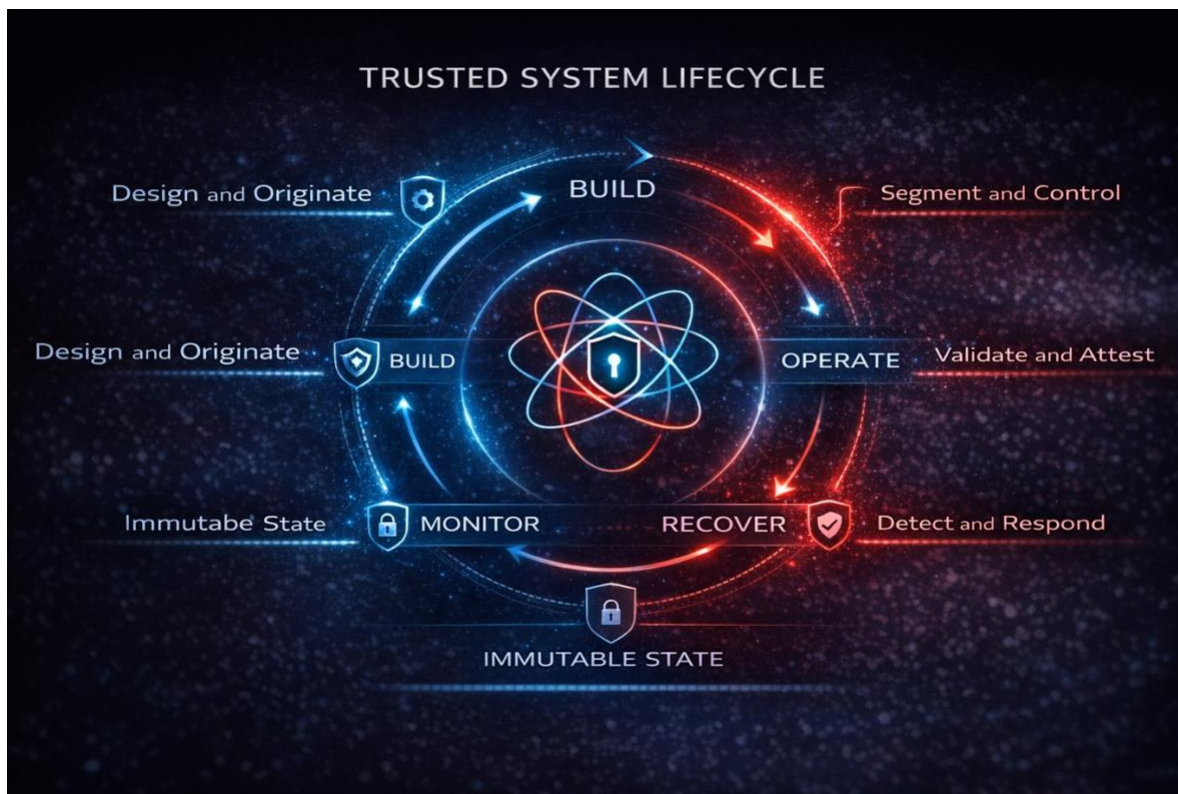 TRUSTED SYSTEM LIFECYCLE
Design and Originate
BUILD
Segment and Control
Design and Originate
BUILD
OPERATE
Validate and Attest
Immutabe State
MONITOR
RECOVER
Detect and Respond
IMMUTABLE STATE